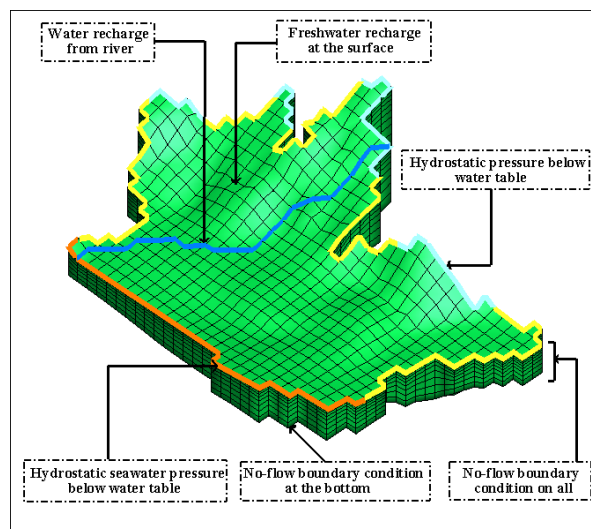 Water recharge
from river
Freshwater recharge
at the surface
Hydrostatic pressure below
water table
Hydrostatic seawater pressure
below water table
No-flow boundary condition
at the bottom
No-flow boundary
condition on all